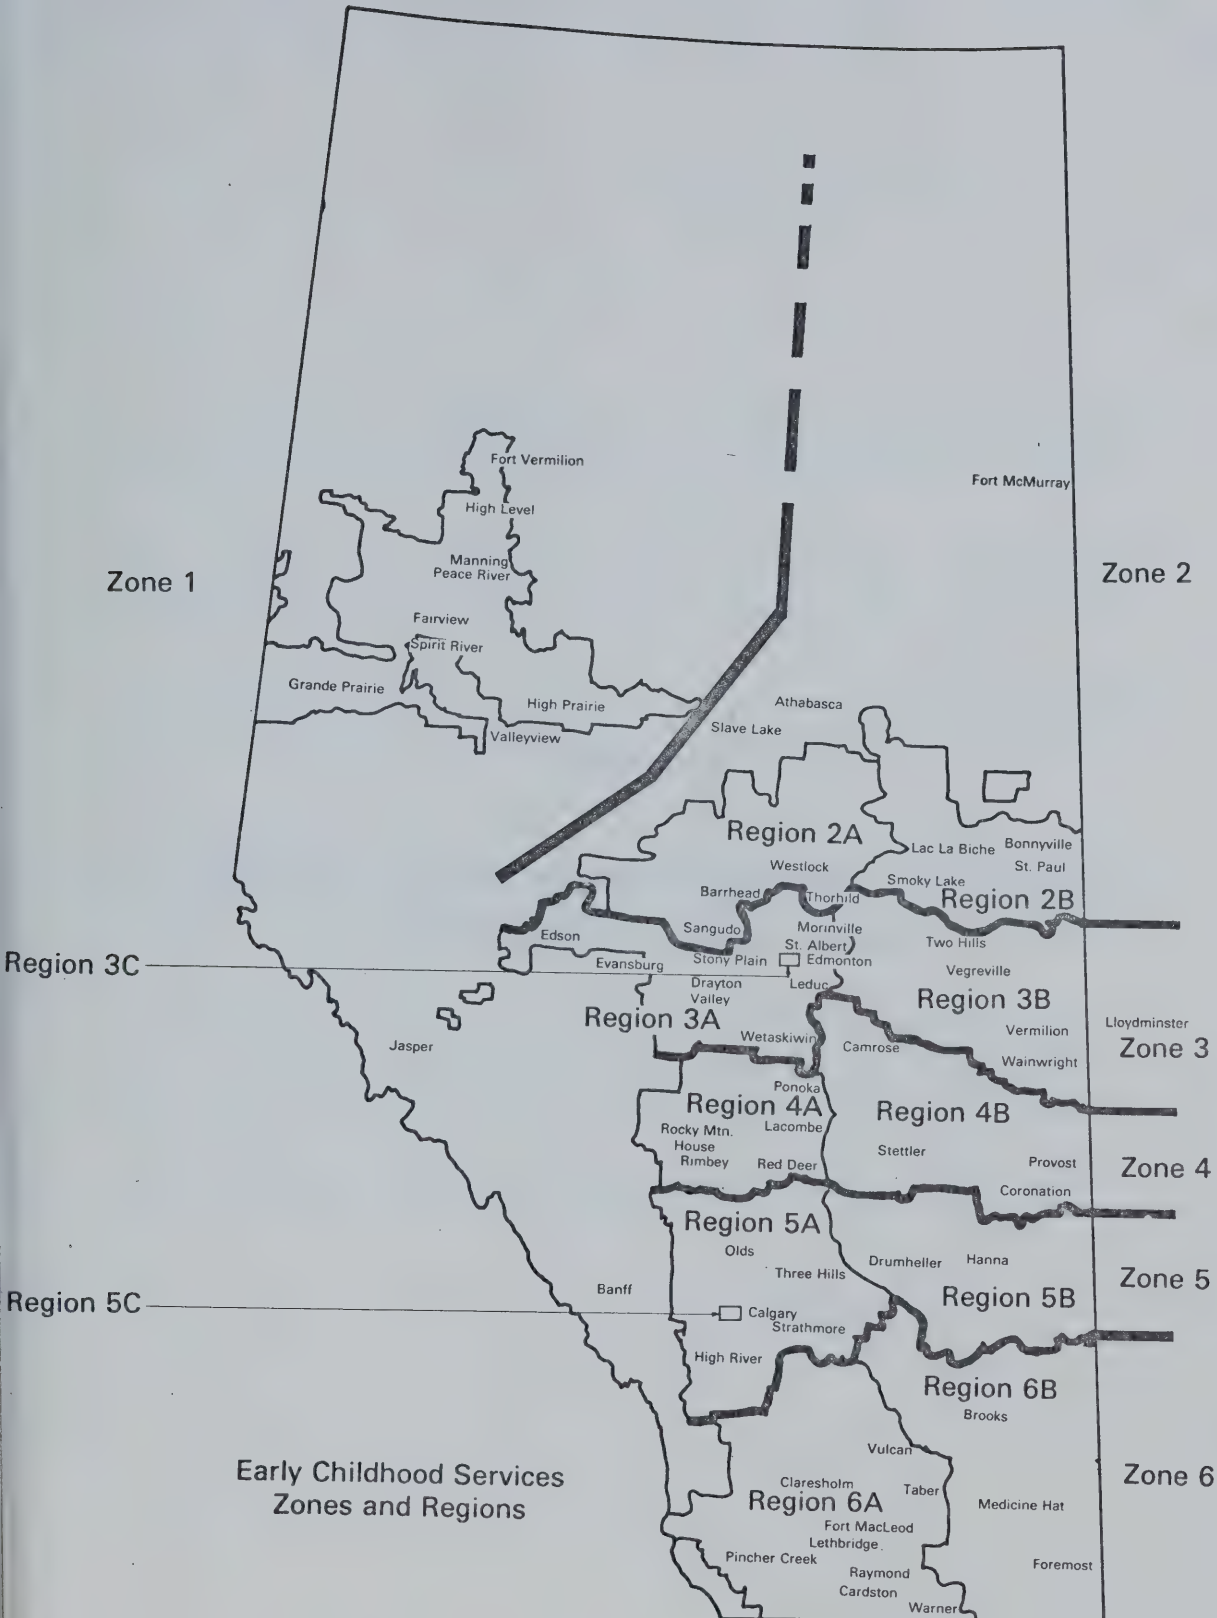 Fort Vermilion
Fort McMurray
High Level
Manning
Peace River
Zone 1
Zone 2
Fairview
Spirit River
Grande Prairie
High Prairie
Athabasca
Slave Lake
Valleyview
Region 2A
Lac La Biche
Bonnyville
St. Paul
Westlock
Smoky Lake
Barrhead
Thorhild
Region 2B
Sangudo
Morinville
Edson
St. Albert
Two Hills
Region 3C
Evansburg
Stony Plain
Edmonton
Vegreville
Drayton
Valley
Leduc
Region 3B
Region 3A
Vermilion
Lloydminster
Jasper
Wetaskiwin
Camrose
Wainwright
Zone 3
Ponoka
Region 4A
Region 4B
Rocky Mtn.
House
Rimbey
Lacombe
Stettler
Red Deer
Provost
Zone 4
Coronation
Region 5A
Olds
Three Hills
Drumheller
Hanna
Zone 5
Banff
Region 5B
Region 5C
Calgary
Strathmore
High River
Region 6B
Brooks
Vulcan
Early Childhood Services
Zones and Regions
Claresholm
Taber
Zone 6
Region 6A
Medicine Hat
Fort MacLeod
Lethbridge
Pincher Creek
Foremost
Raymond
Cardston
Warner